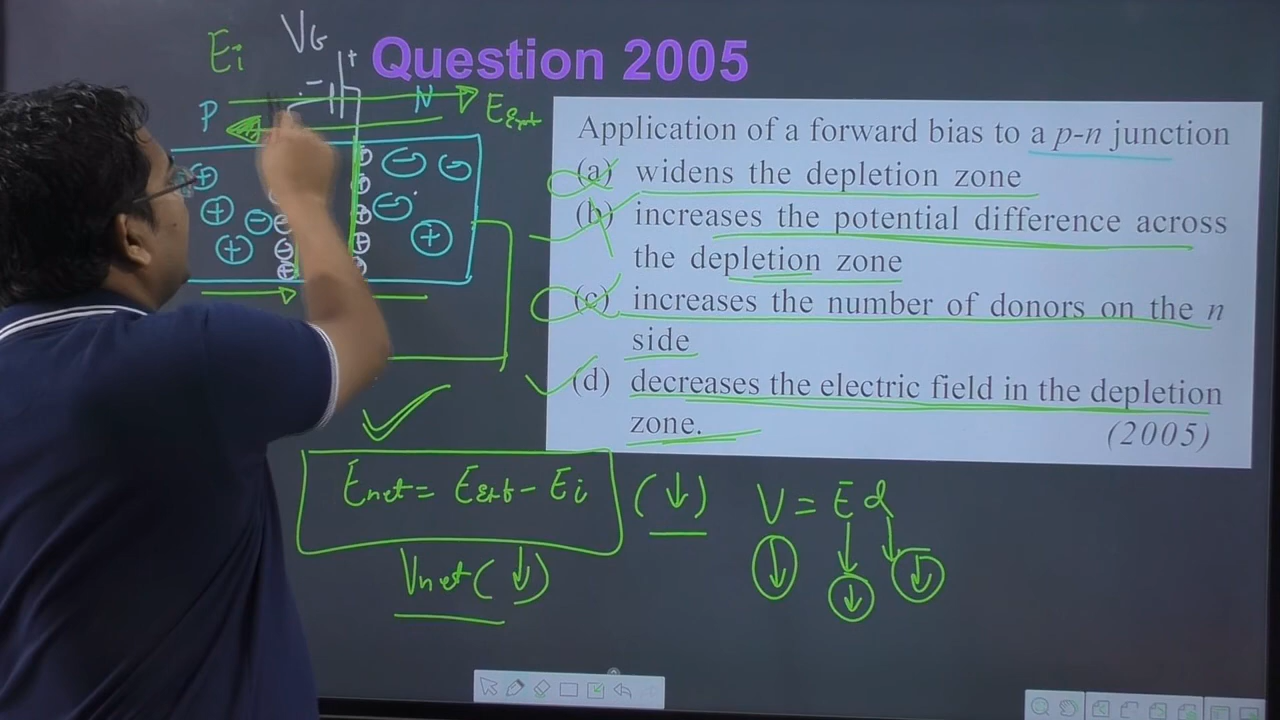 Question 2005
Ei
VG
+
-
P
N
EExt
Application of a forward bias to a p-n junction
(a) widens the depletion zone
(b) increases the potential difference across
the depletion zone
(c) increases the number of donors on the n
side
(d) decreases the electric field in the depletion
zone. (2005)
Enet = EExt - Ei (↓)
V = Ed
Vnet (↓)